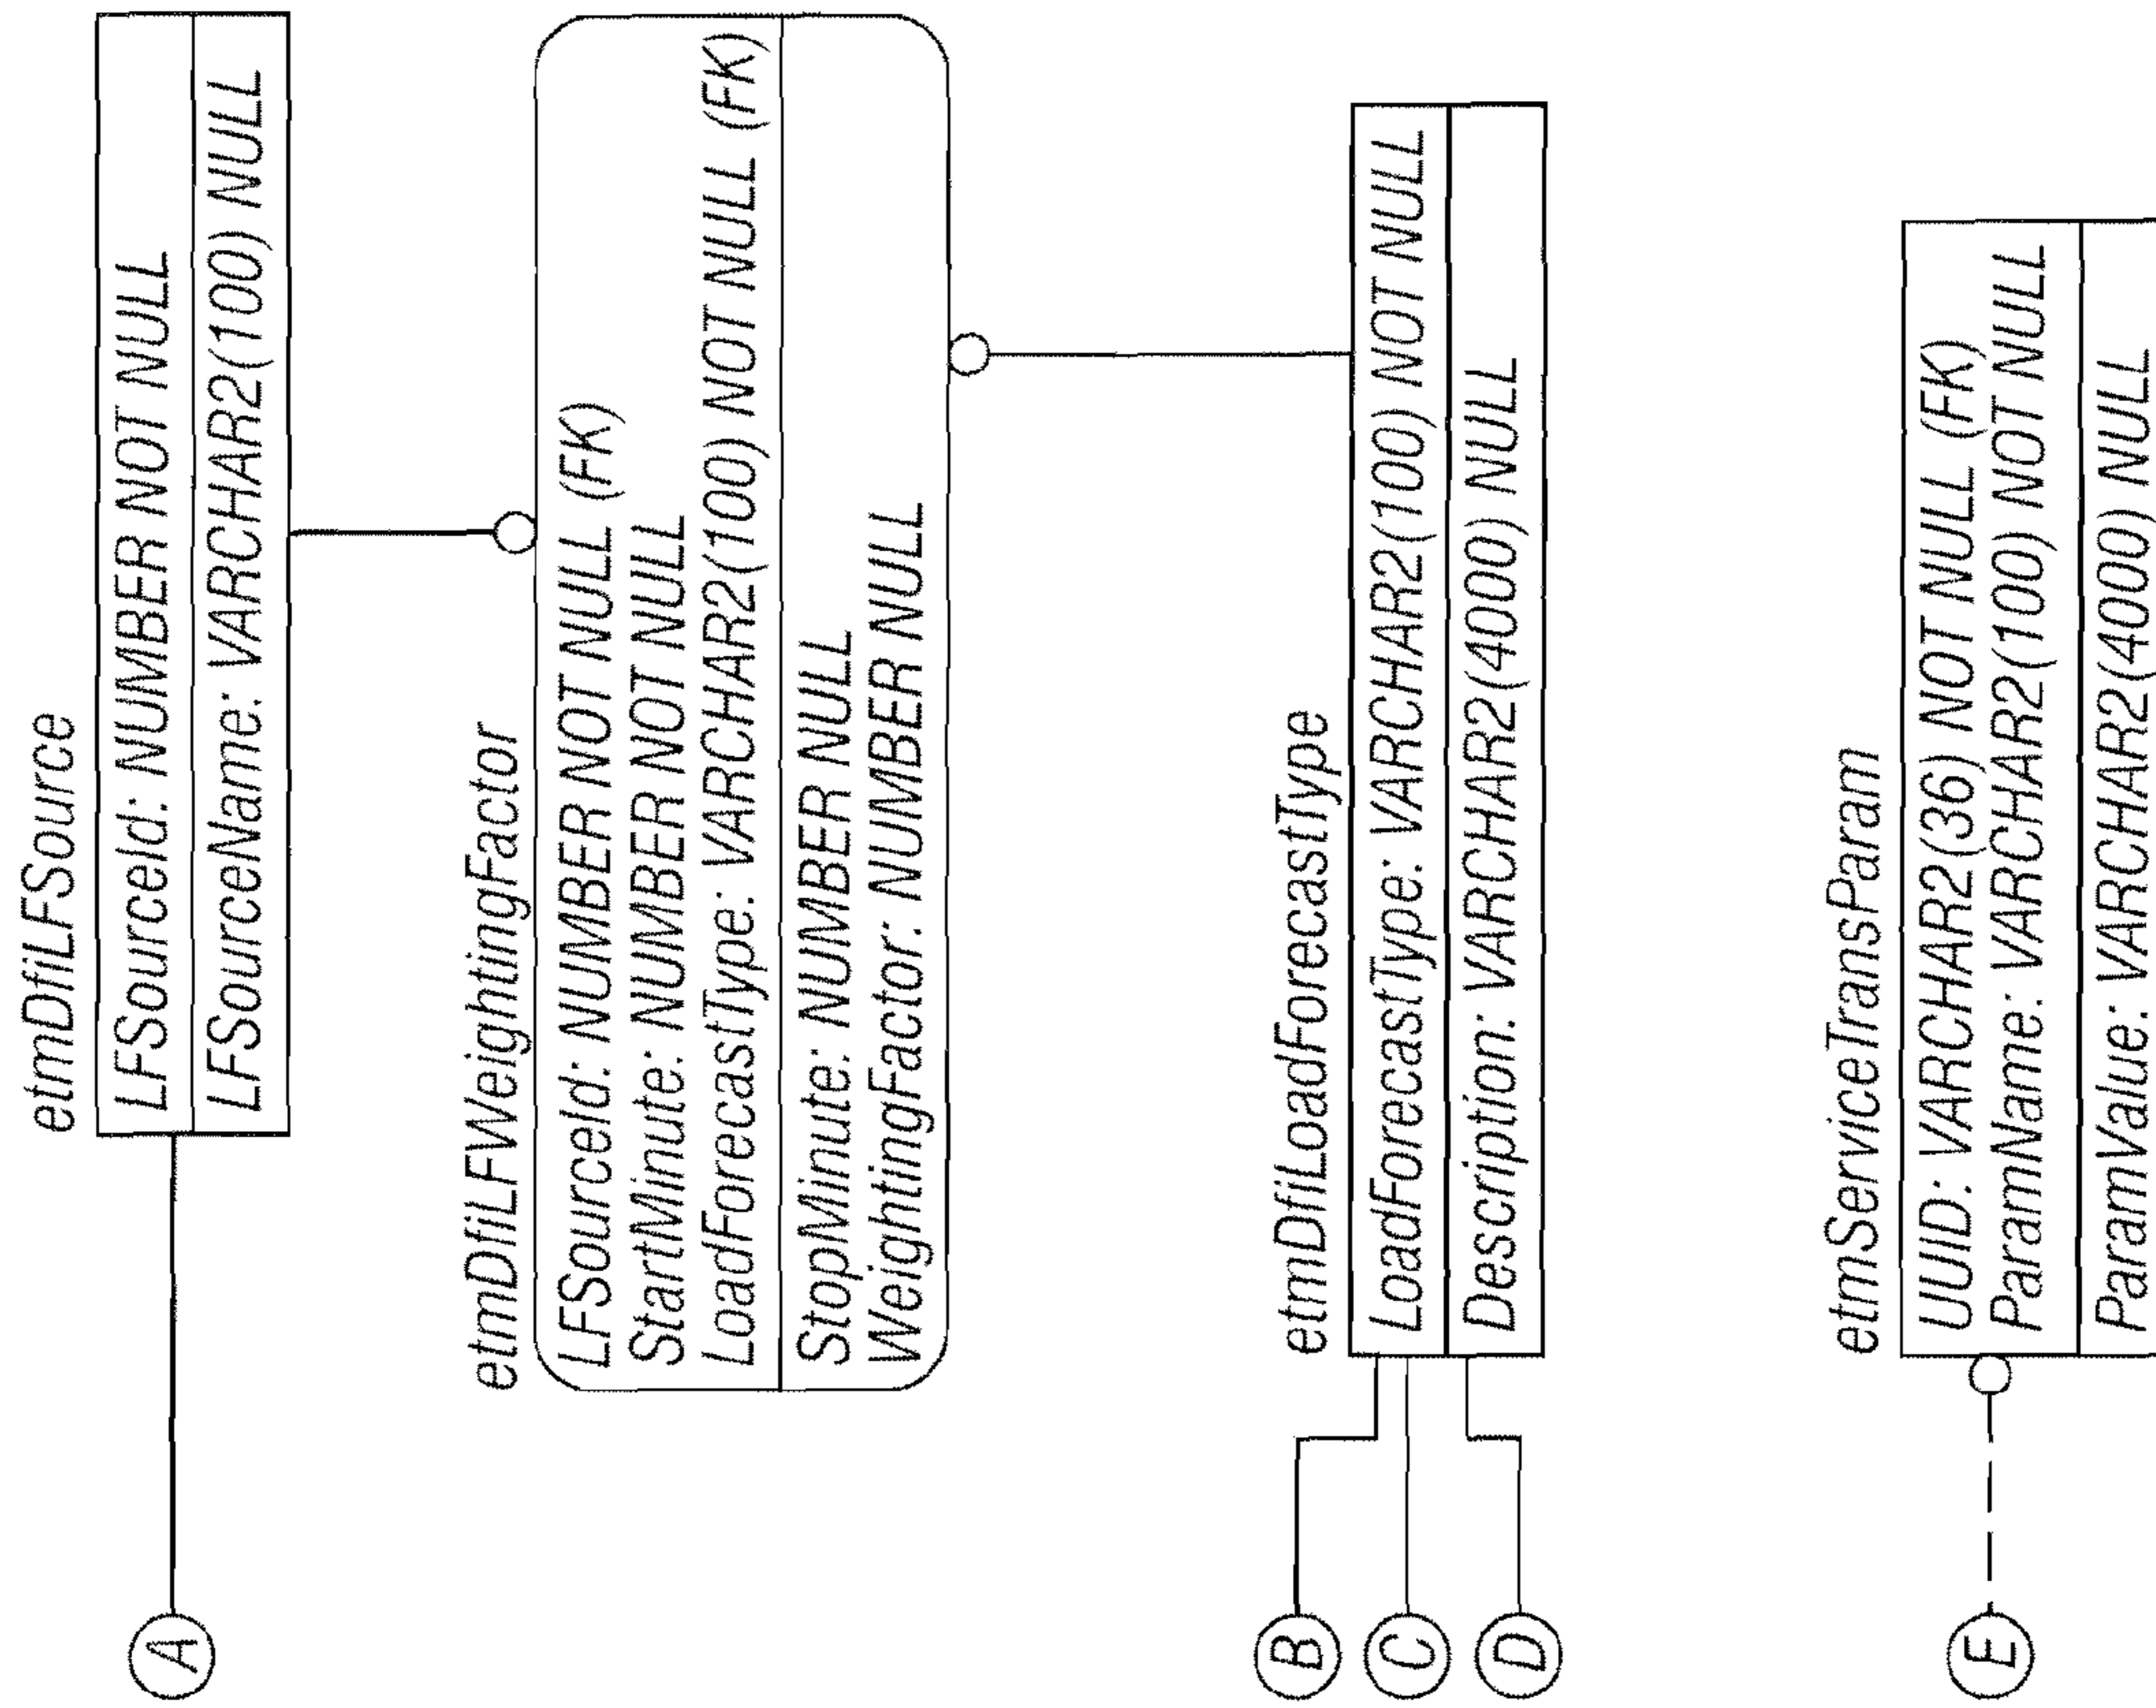 etmDfiLFSource
LFSourceId: NUMBER NOT NULL
LFSourceName: VARCHAR2(100) NULL
A
etmDfiLFWeightingFactor
LFSourceId: NUMBER NOT NULL (FK)
StartMinute: NUMBER NOT NULL
LoadForecastType: VARCHAR2(100) NOT NULL (FK)
StopMinute: NUMBER NULL
WeightingFactor: NUMBER NULL
etmDfiLoadForecastType
LoadForecastType: VARCHAR2(100) NOT NULL
Description: VARCHAR2(4000) NULL
B
C
D
etmServiceTransParam
UUID: VARCHAR2(36) NOT NULL (FK)
ParamName: VARCHAR2(100) NOT NULL
ParamValue: VARCHAR2(4000) NULL
E